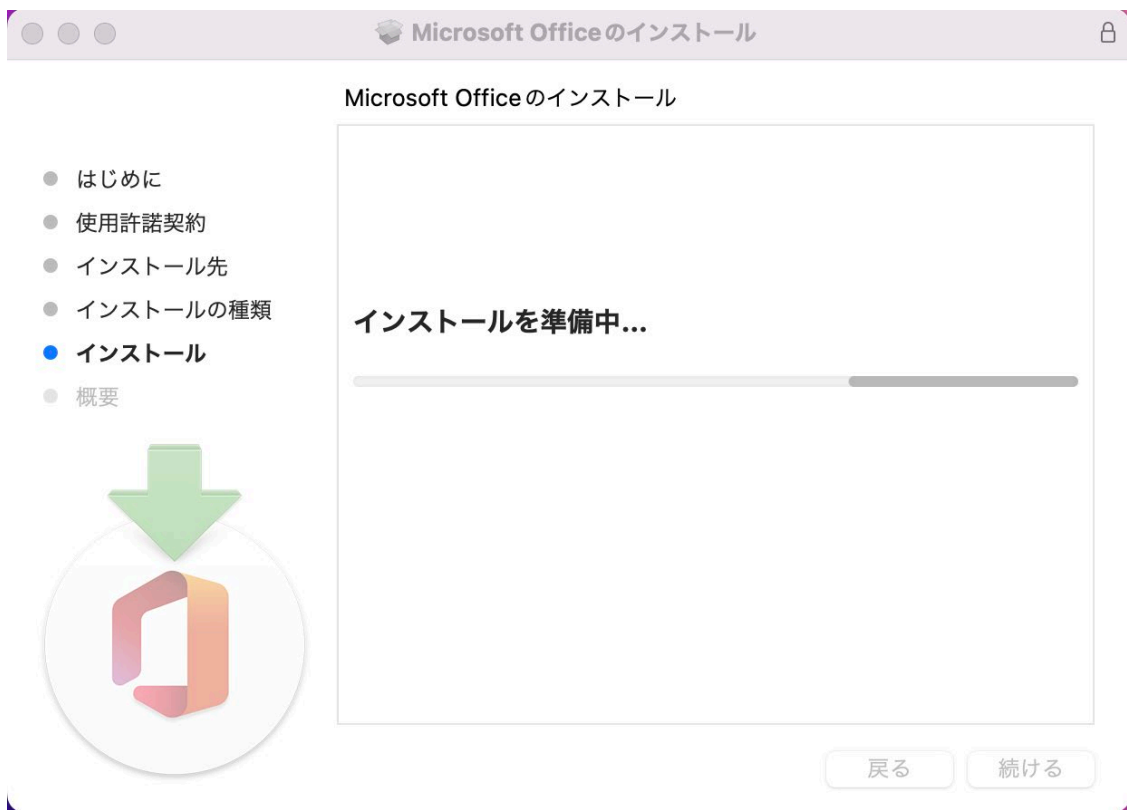 Microsoft Officeのインストール
Microsoft Officeのインストール
はじめに
使用許諾契約
インストール先
インストールの種類
インストール
概要
インストールを準備中...
戻る
続ける